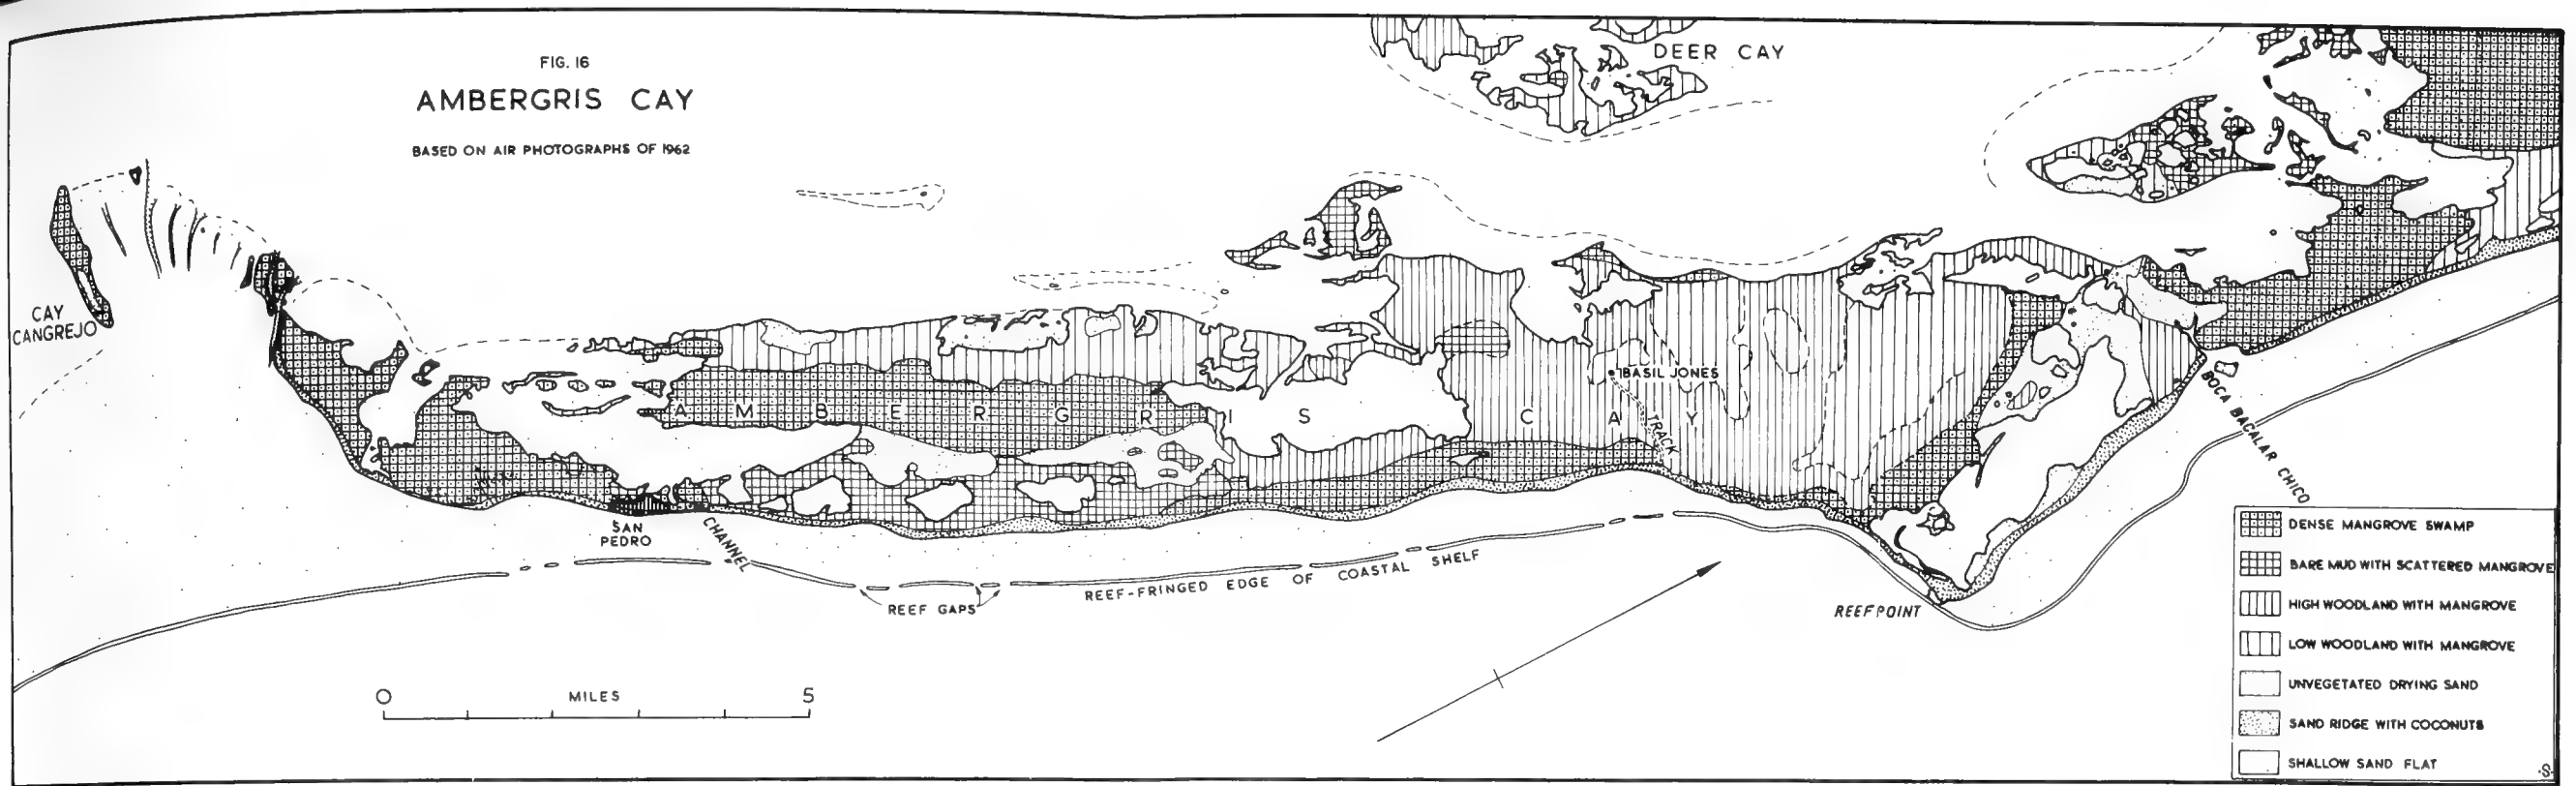 FIG. 16
AMBERGRIS CAY
BASED ON AIR PHOTOGRAPHS OF 1962
DEER CAY
CAY
CANGREJO
AMBERGRIS CAY
BASIL JONES
TRACK
BOCA BACALAR CHICO
SAN
PEDRO
CHANNEL
REEF GAPS
REEF-FRINGED EDGE OF COASTAL SHELF
REEF POINT
0 MILES 5
DENSE MANGROVE SWAMP
BARE MUD WITH SCATTERED MANGROVE
HIGH WOODLAND WITH MANGROVE
LOW WOODLAND WITH MANGROVE
UNVEGETATED DRYING SAND
SAND RIDGE WITH COCONUTS
SHALLOW SAND FLAT
·S·